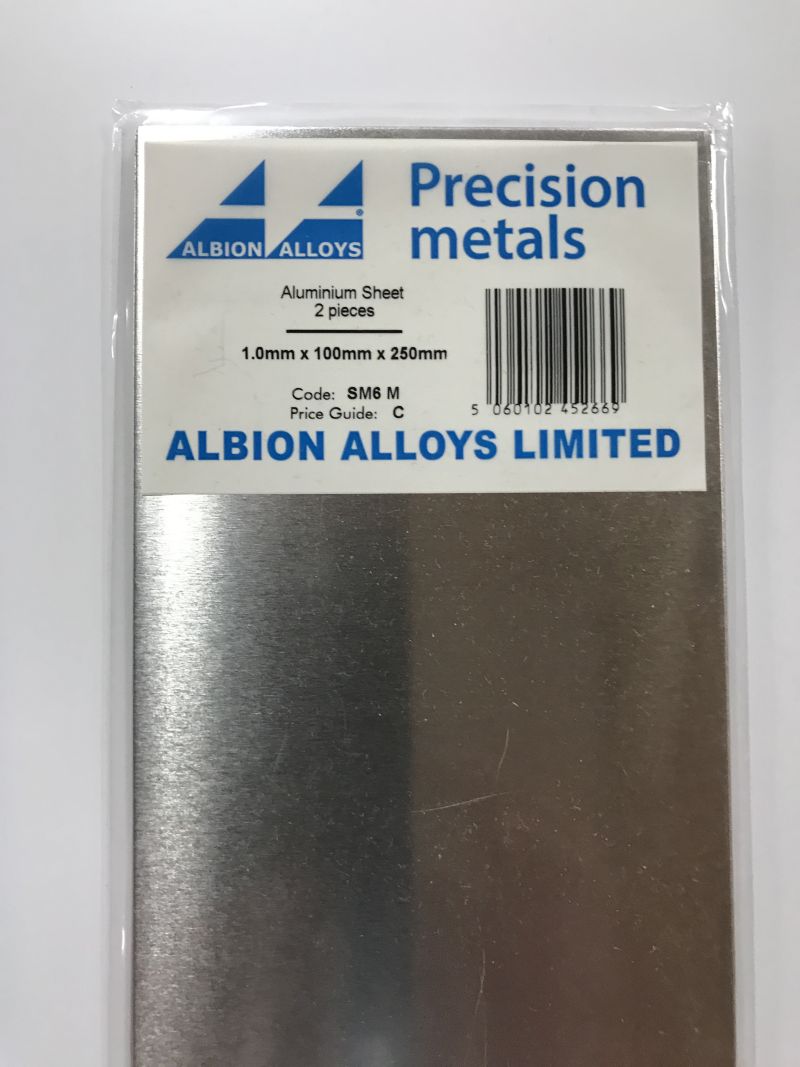 ALBION ALLOYS®
Precision
metals
Aluminium Sheet
2 pieces
1.0mm x 100mm x 250mm
Code: SM6 M
Price Guide: C
5 060102 452669
ALBION ALLOYS LIMITED